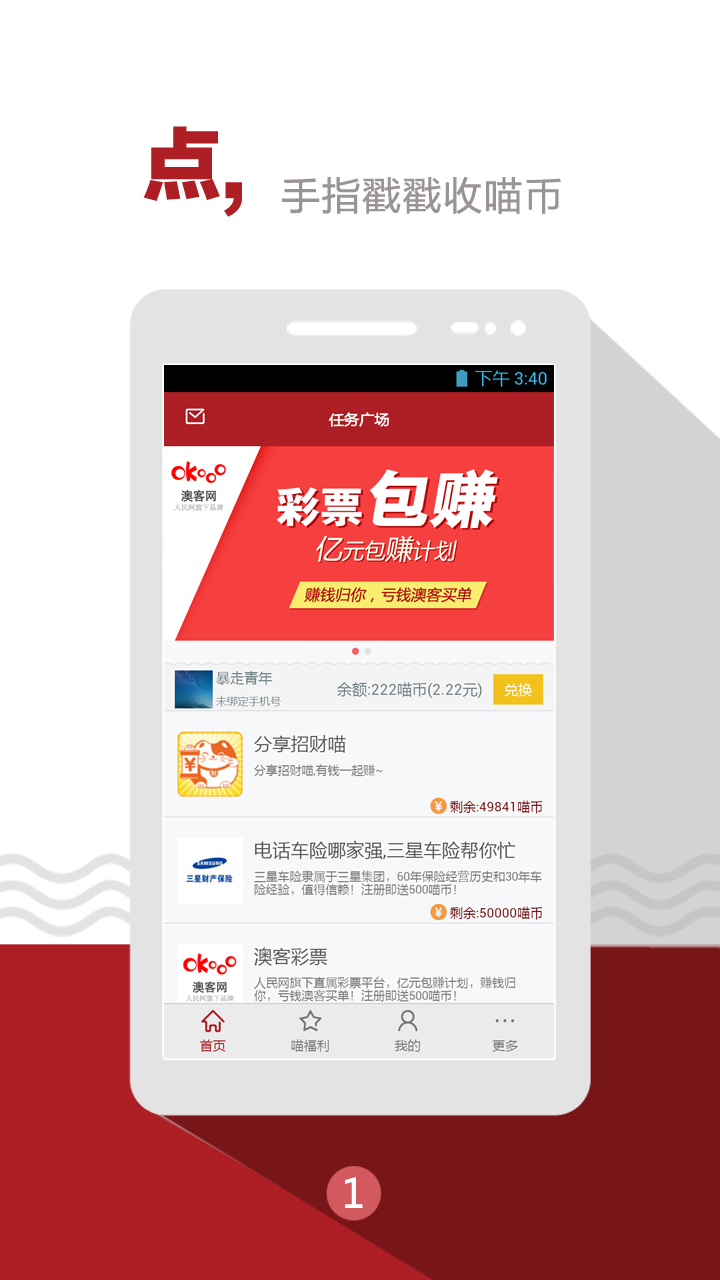 点，
手指戳戳收喵币
下午 3:40
任务广场
okooo
澳客网
人民网旗下品牌
彩票包赚
亿元包赚计划
赚钱归你，亏钱澳客买单
暴走青年
未绑定手机号
余额:222喵币(2.22元)
兑换
分享招财喵
分享招财喵,有钱一起赚~
剩余:49841喵币
电话车险哪家强,三星车险帮你忙
SAMSUNG
三星财产保险
三星车险隶属于三星集团，60年保险经营历史和30年车
险经验，值得信赖！注册即送500喵币！
剩余:50000喵币
澳客彩票
okooo
澳客网
人民网旗下品牌
人民网旗下直属彩票平台，亿元包赚计划，赚钱归
你，亏钱澳客买单！注册即送500喵币！
首页
喵福利
我的
更多
1